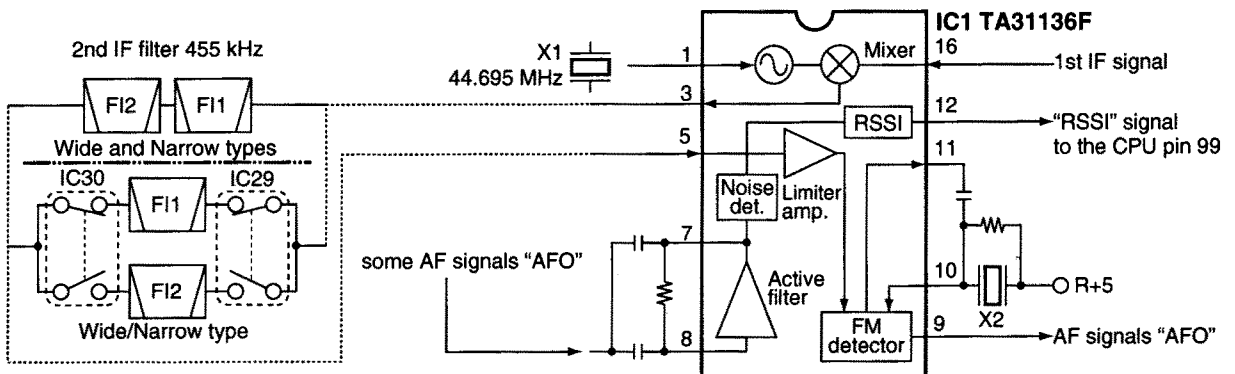 2nd IF filter 455 kHz
FI2
FI1
Wide and Narrow types
IC30
IC29
FI1
FI2
Wide/Narrow type
X1
44.695 MHz
some AF signals “AFO”
IC1 TA31136F
1
3
5
7
8
16
12
11
10
9
Mixer
RSSI
Noise
det.
Limiter
amp.
Active
filter
FM
detector
1st IF signal
“RSSI” signal
to the CPU pin 99
X2
R+5
AF signals “AFO”